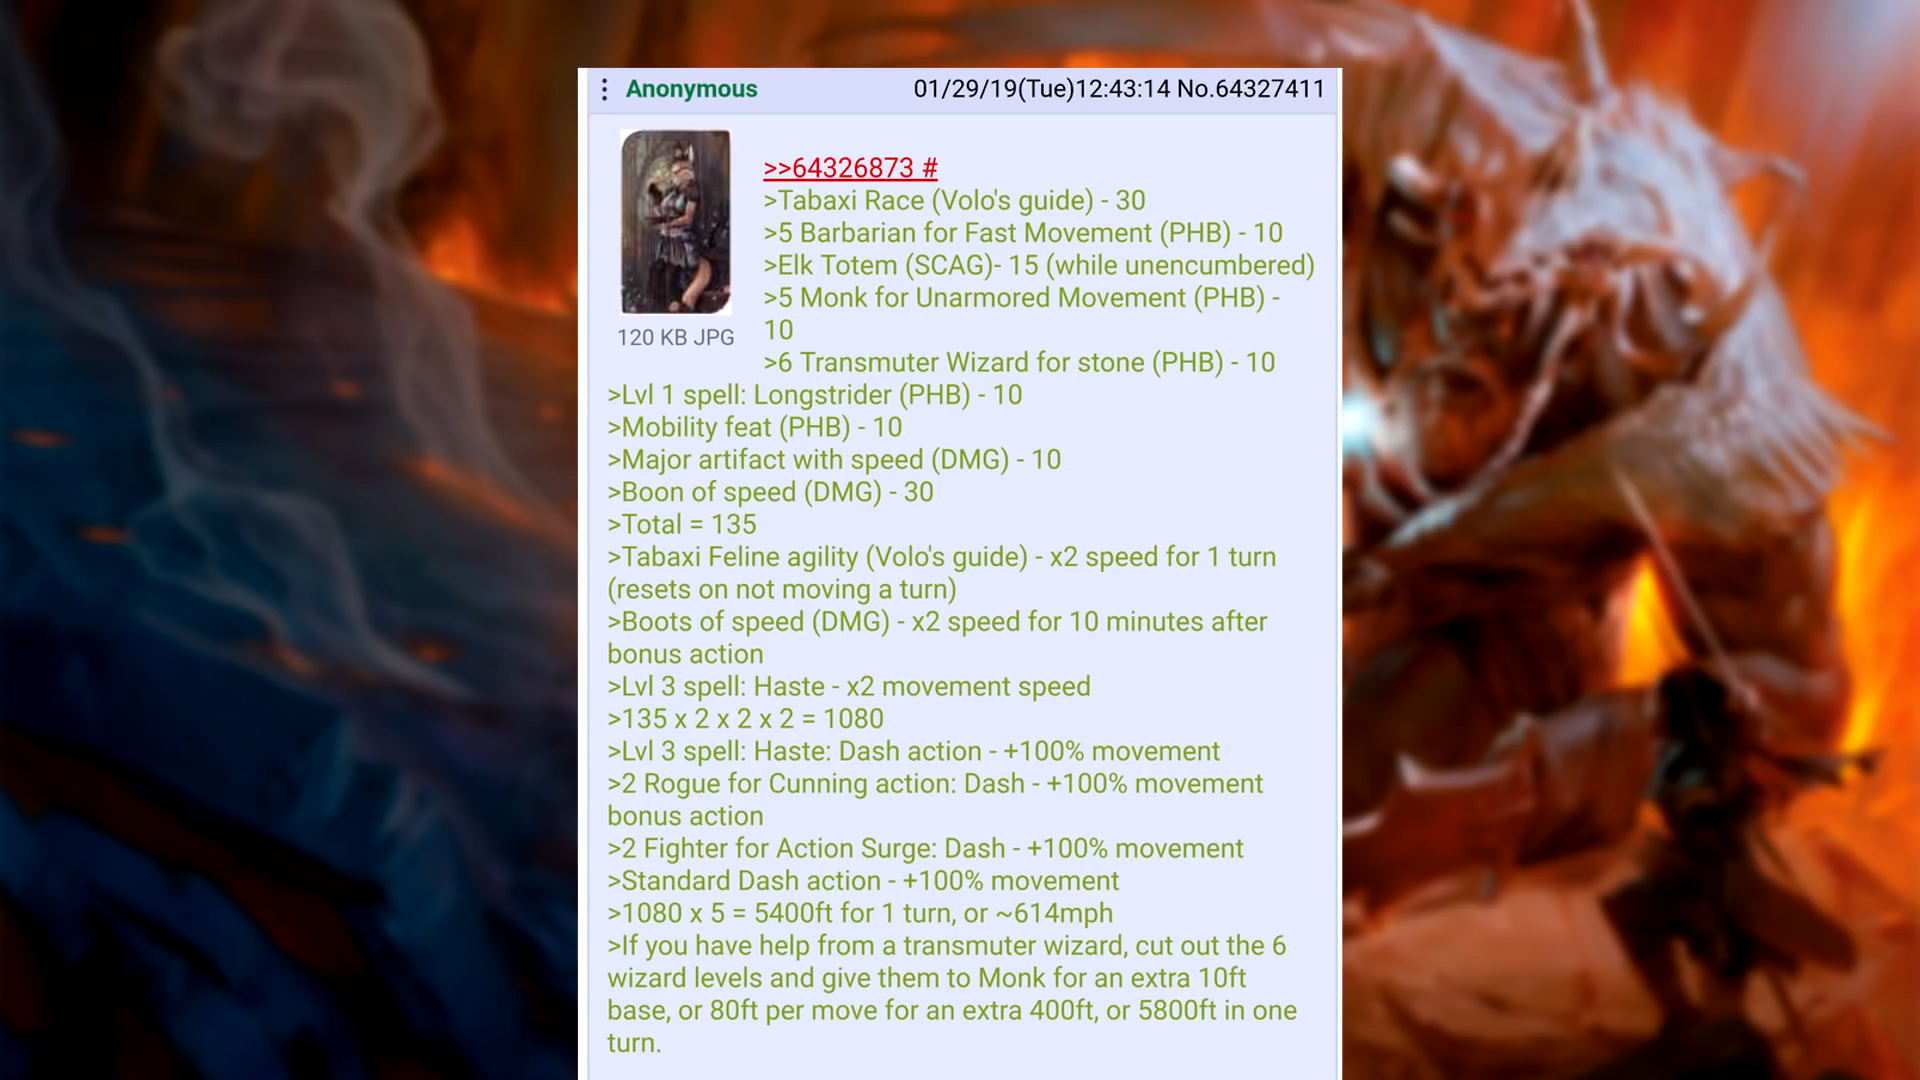 Anonymous 01/29/19(Tue)12:43:14 No.64327411
>>64326873 #
>Tabaxi Race (Volo's guide) - 30
>5 Barbarian for Fast Movement (PHB) - 10
>Elk Totem (SCAG)- 15 (while unencumbered)
>5 Monk for Unarmored Movement (PHB) -
10
120 KB JPG
>6 Transmuter Wizard for stone (PHB) - 10
>Lvl 1 spell: Longstrider (PHB) - 10
>Mobility feat (PHB) - 10
>Major artifact with speed (DMG) - 10
>Boon of speed (DMG) - 30
>Total = 135
>Tabaxi Feline agility (Volo's guide) - x2 speed for 1 turn
(resets on not moving a turn)
>Boots of speed (DMG) - x2 speed for 10 minutes after
bonus action
>Lvl 3 spell: Haste - x2 movement speed
>135 x 2 x 2 x 2 = 1080
>Lvl 3 spell: Haste: Dash action - +100% movement
>2 Rogue for Cunning action: Dash - +100% movement
bonus action
>2 Fighter for Action Surge: Dash - +100% movement
>Standard Dash action - +100% movement
>1080 x 5 = 5400ft for 1 turn, or ~614mph
>If you have help from a transmuter wizard, cut out the 6
wizard levels and give them to Monk for an extra 10ft
base, or 80ft per move for an extra 400ft, or 5800ft in one
turn.